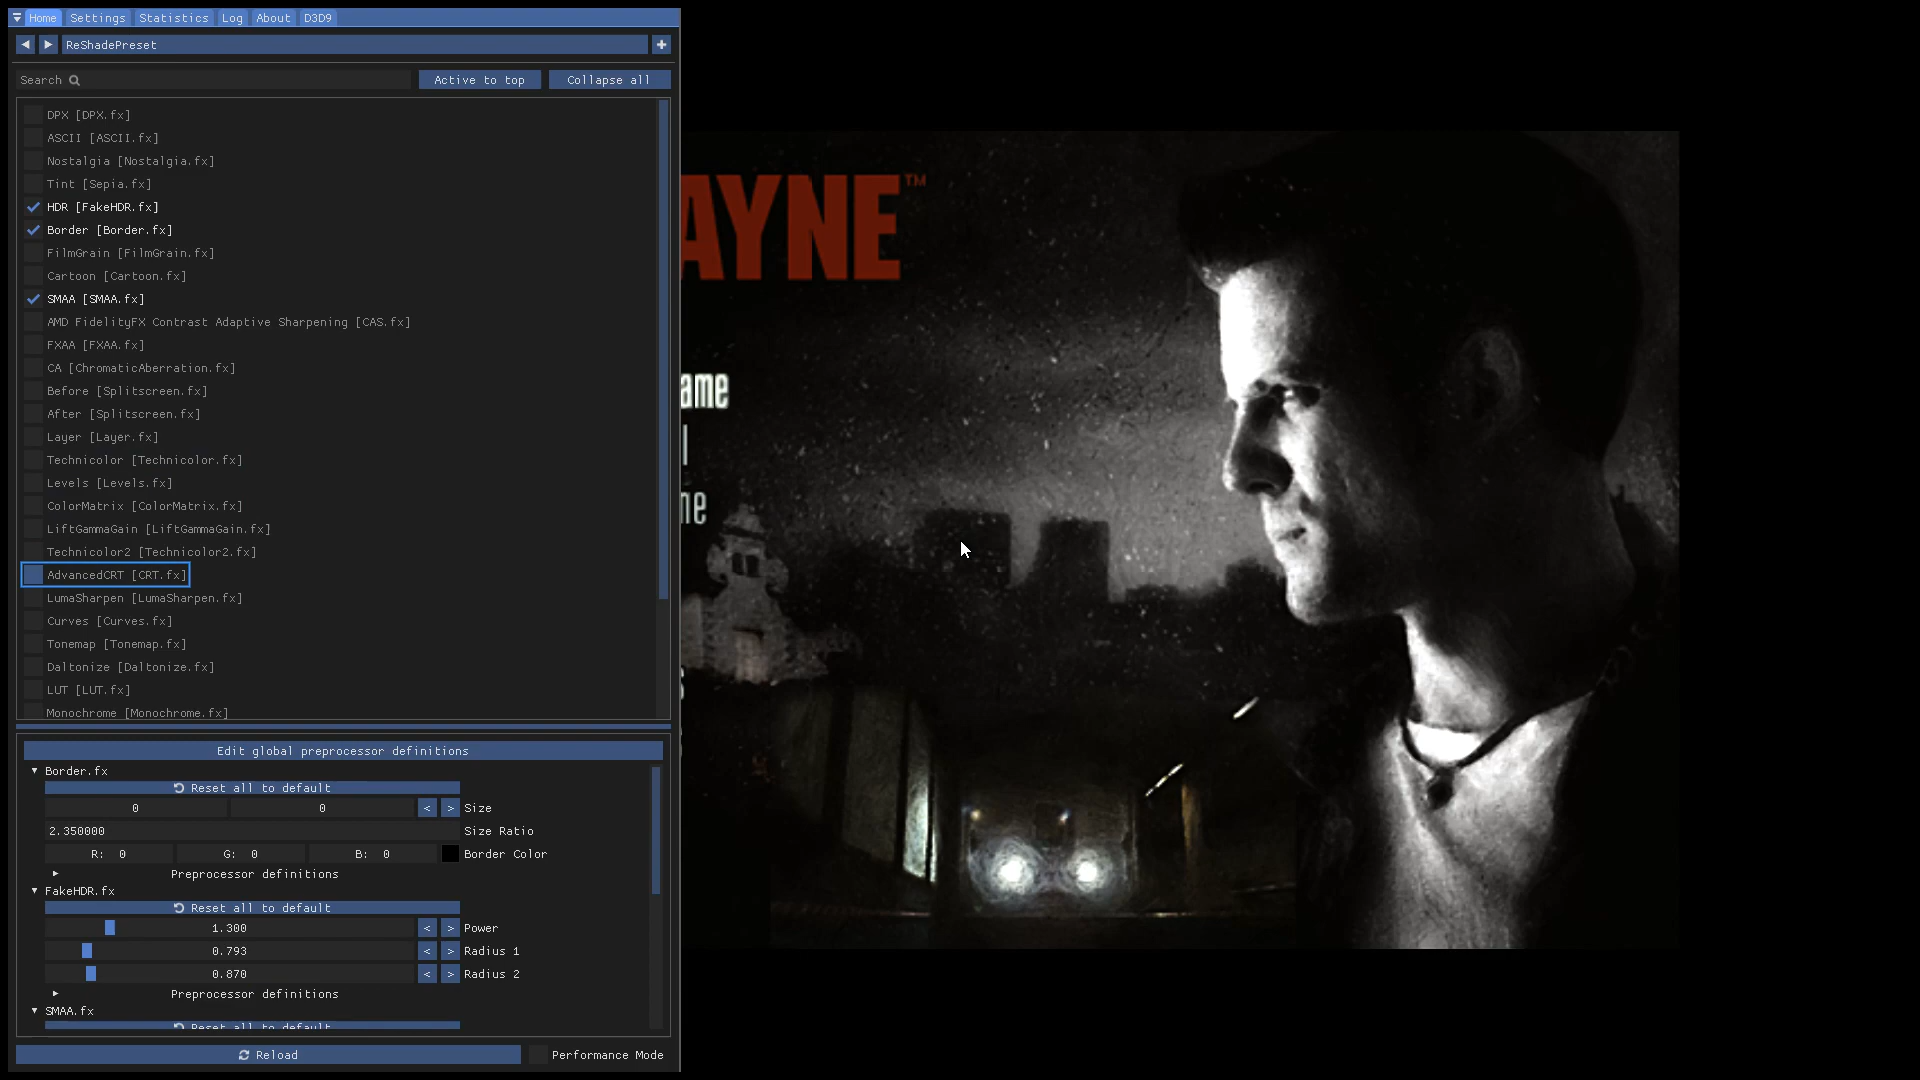 Home Settings Statistics Log About D3D9
ReShadePreset
Search Active to top Collapse all
DPX [DPX.fx]
ASCII [ASCII.fx]
Nostalgia [Nostalgia.fx]
Tint [Sepia.fx]
HDR [FakeHDR.fx]
Border [Border.fx]
FilmGrain [FilmGrain.fx]
Cartoon [Cartoon.fx]
SMAA [SMAA.fx]
AMD FidelityFX Contrast Adaptive Sharpening [CAS.fx]
FXAA [FXAA.fx]
CA [ChromaticAberration.fx]
Before [Splitscreen.fx]
After [Splitscreen.fx]
Layer [Layer.fx]
Technicolor [Technicolor.fx]
Levels [Levels.fx]
ColorMatrix [ColorMatrix.fx]
LiftGammaGain [LiftGammaGain.fx]
Technicolor2 [Technicolor2.fx]
AdvancedCRT [CRT.fx]
LumaSharpen [LumaSharpen.fx]
Curves [Curves.fx]
Tonemap [Tonemap.fx]
Daltonize [Daltonize.fx]
LUT [LUT.fx]
Monochrome [Monochrome.fx]
Edit global preprocessor definitions
Border.fx
Reset all to default
0 0 < > Size
2.350000 Size Ratio
R: 0 G: 0 B: 0 Border Color
Preprocessor definitions
FakeHDR.fx
Reset all to default
1.300 < > Power
0.793 < > Radius 1
0.870 < > Radius 2
Preprocessor definitions
SMAA.fx
Reset all to default
Reload Performance Mode
AYNE™
ame
l
me